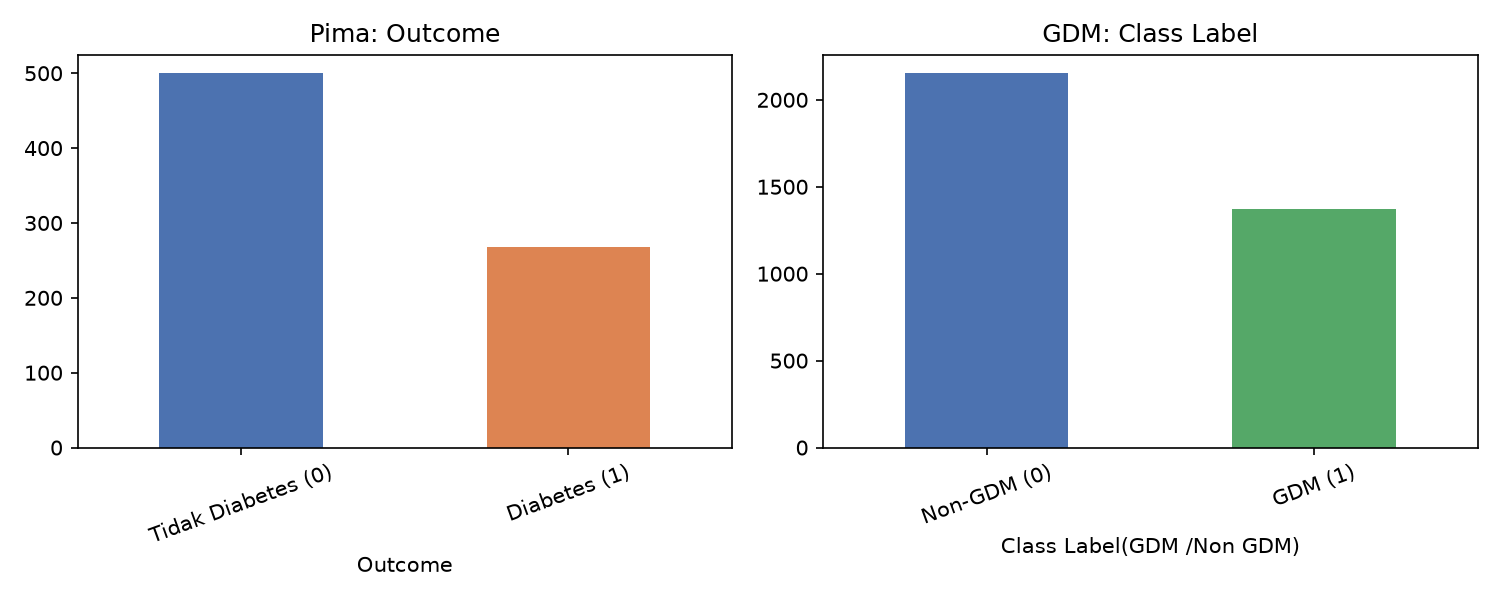 Pima: Outcome
500
400
300
200
100
0
Tidak Diabetes (0)
Diabetes (1)
Outcome
GDM: Class Label
2000
1500
1000
500
0
Non-GDM (0)
GDM (1)
Class Label(GDM /Non GDM)